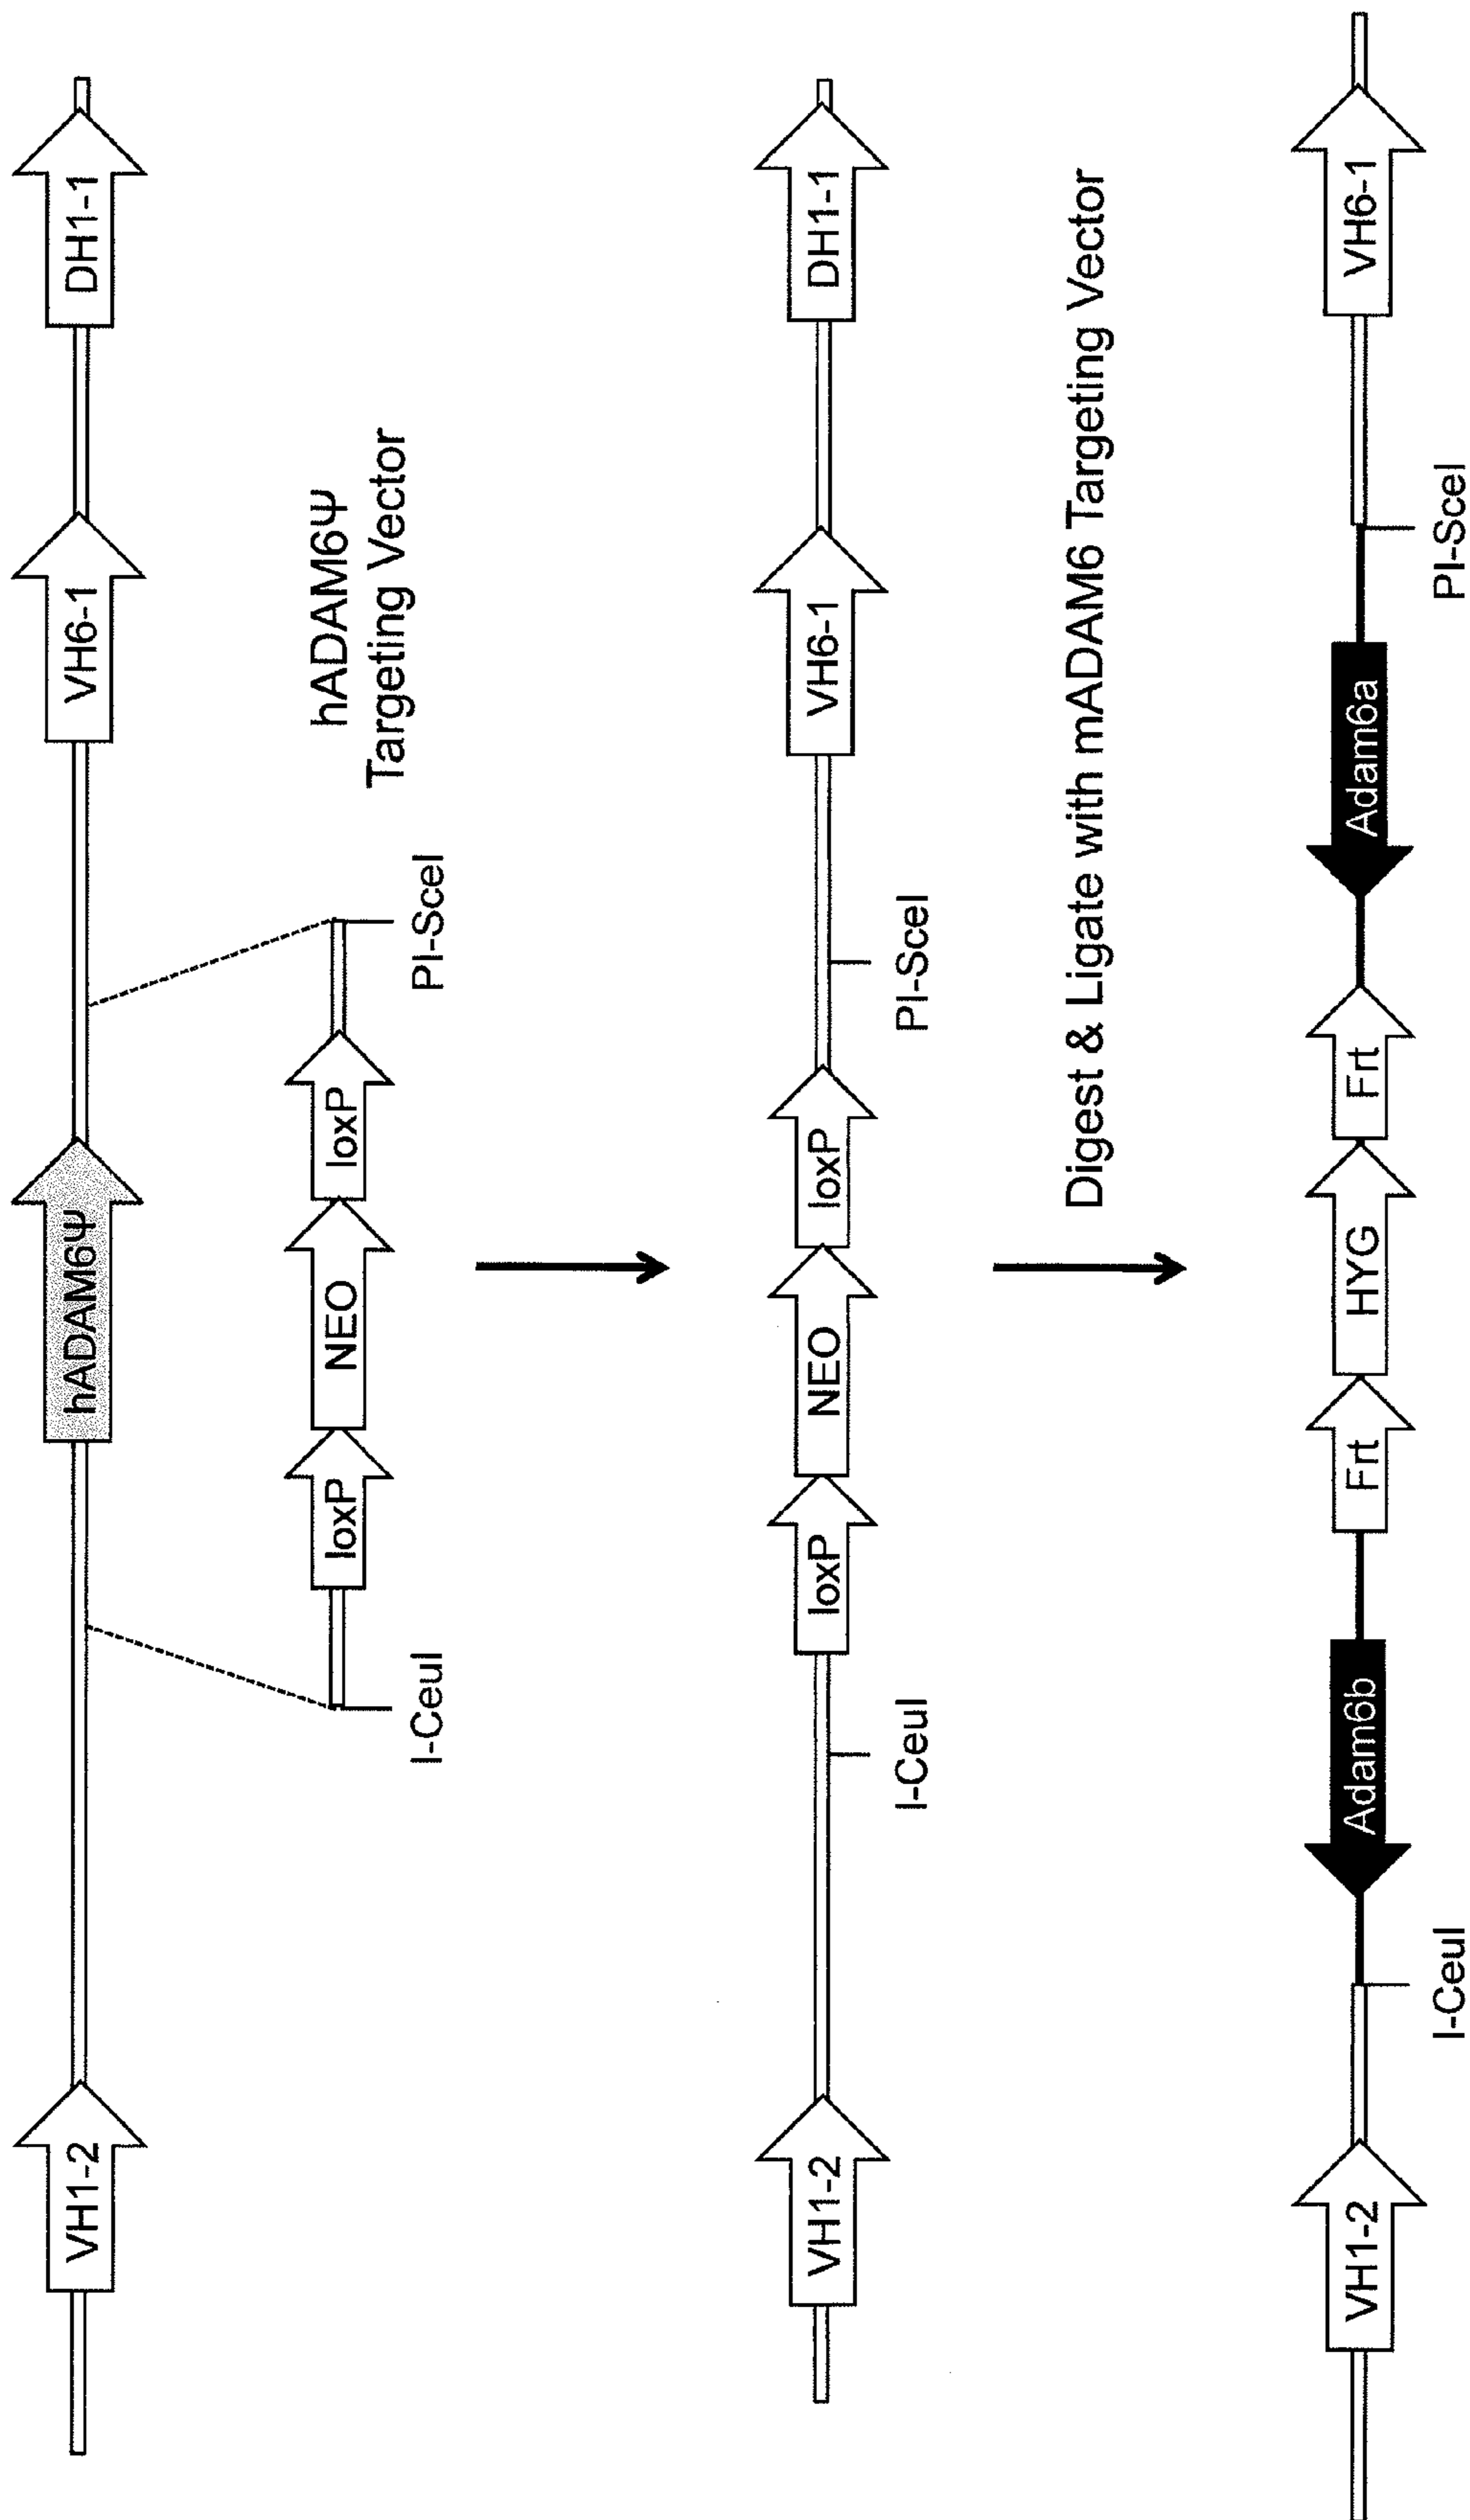 VH1-2
hADAM6Ψ
VH6-1
DH1-1
hADAM6Ψ
Targeting Vector
loxP
NEO
loxP
I-CeuI
PI-SceI
VH1-2
loxP
NEO
loxP
VH6-1
DH1-1
I-CeuI
PI-SceI
Digest & Ligate with mADAM6 Targeting Vector
VH1-2
Adam6b
Frt
HYG
Frt
Adam6a
VH6-1
I-CeuI
PI-SceI